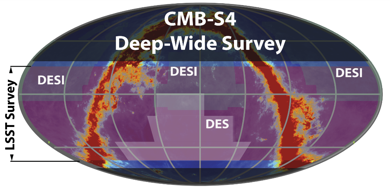 CMB-S4
Deep-Wide Survey
DESI
DESI
DESI
DES
LSST Survey